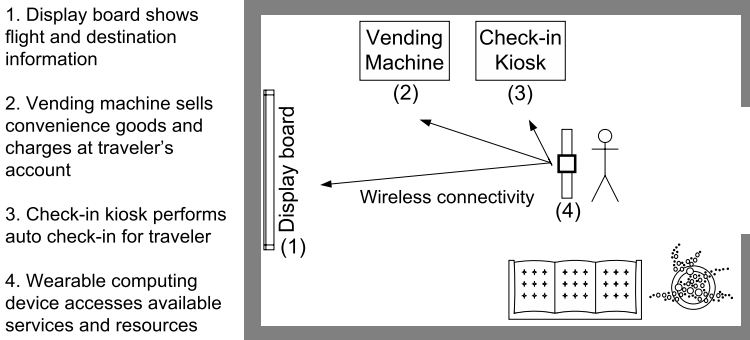 1. Display board shows
flight and destination
information
2. Vending machine sells
convenience goods and
charges at traveler's
account
3. Check-in kiosk performs
auto check-in for traveler
4. Wearable computing
device accesses available
services and resources
Vending
Machine
(2)
Check-in
Kiosk
(3)
Display board
(1)
Wireless connectivity
(4)